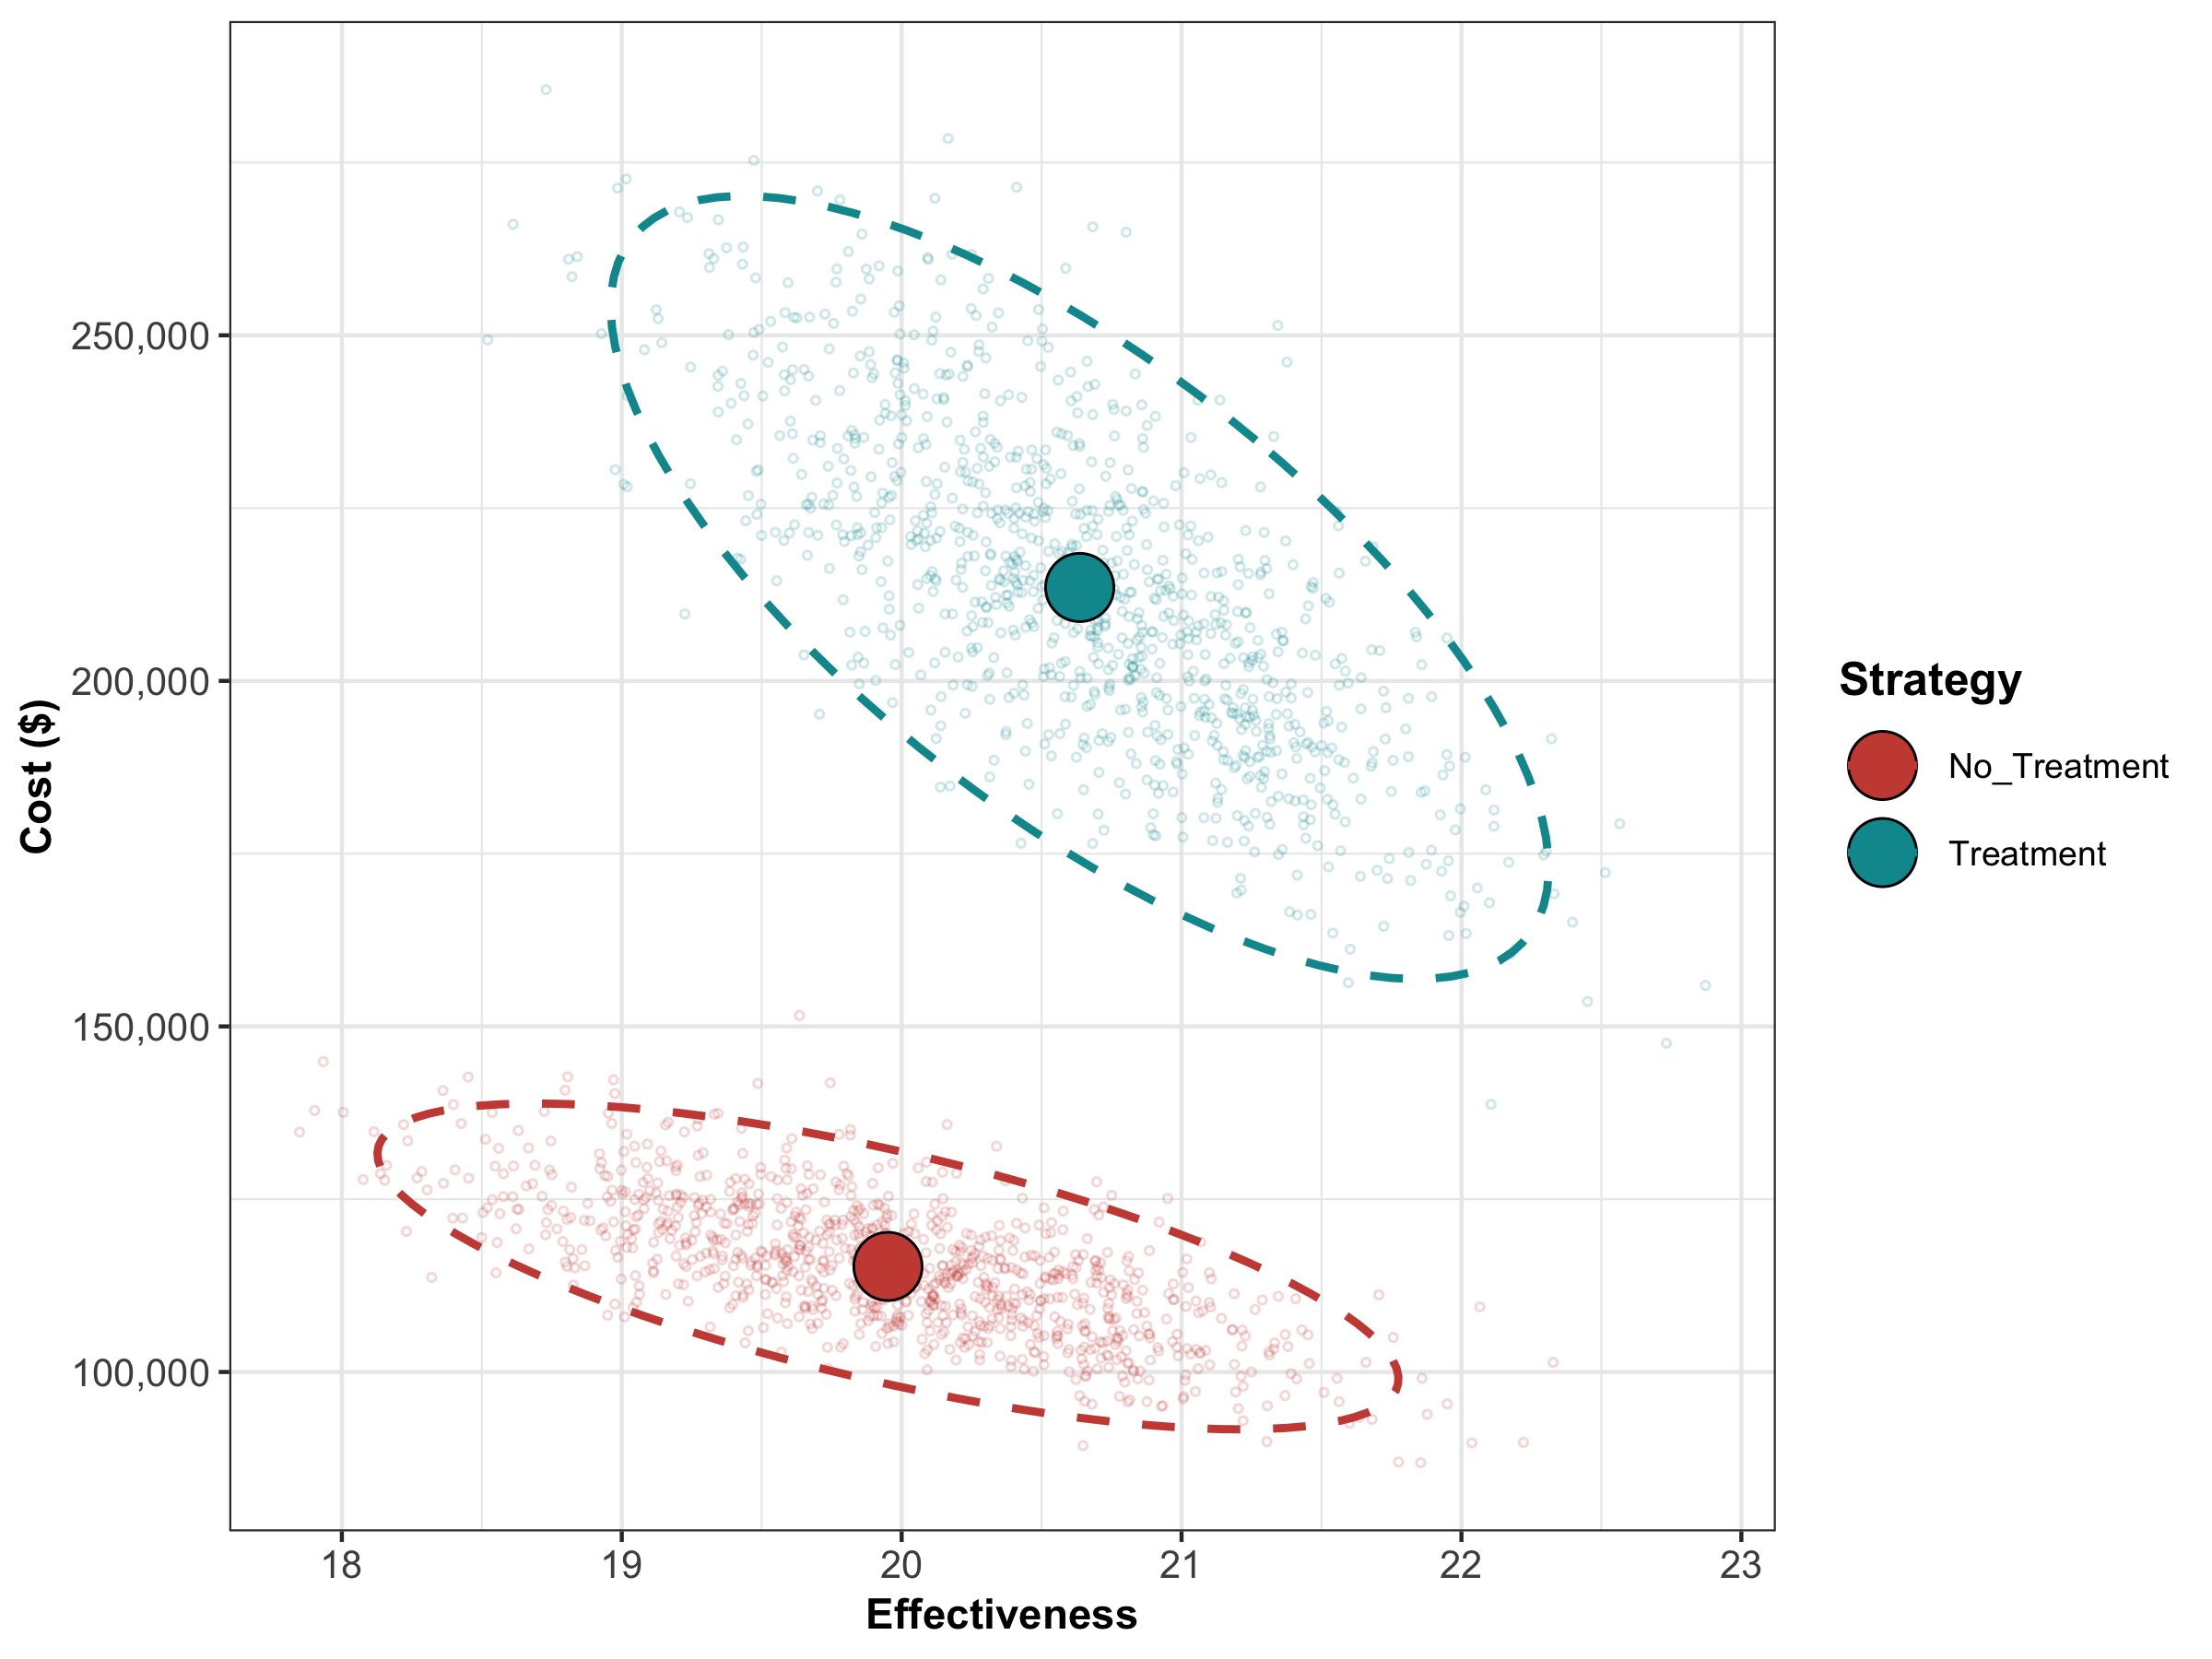 250,000
200,000
150,000
100,000
Cost ($)
18 19 20 21 22 23
Effectiveness
Strategy
No_Treatment
Treatment